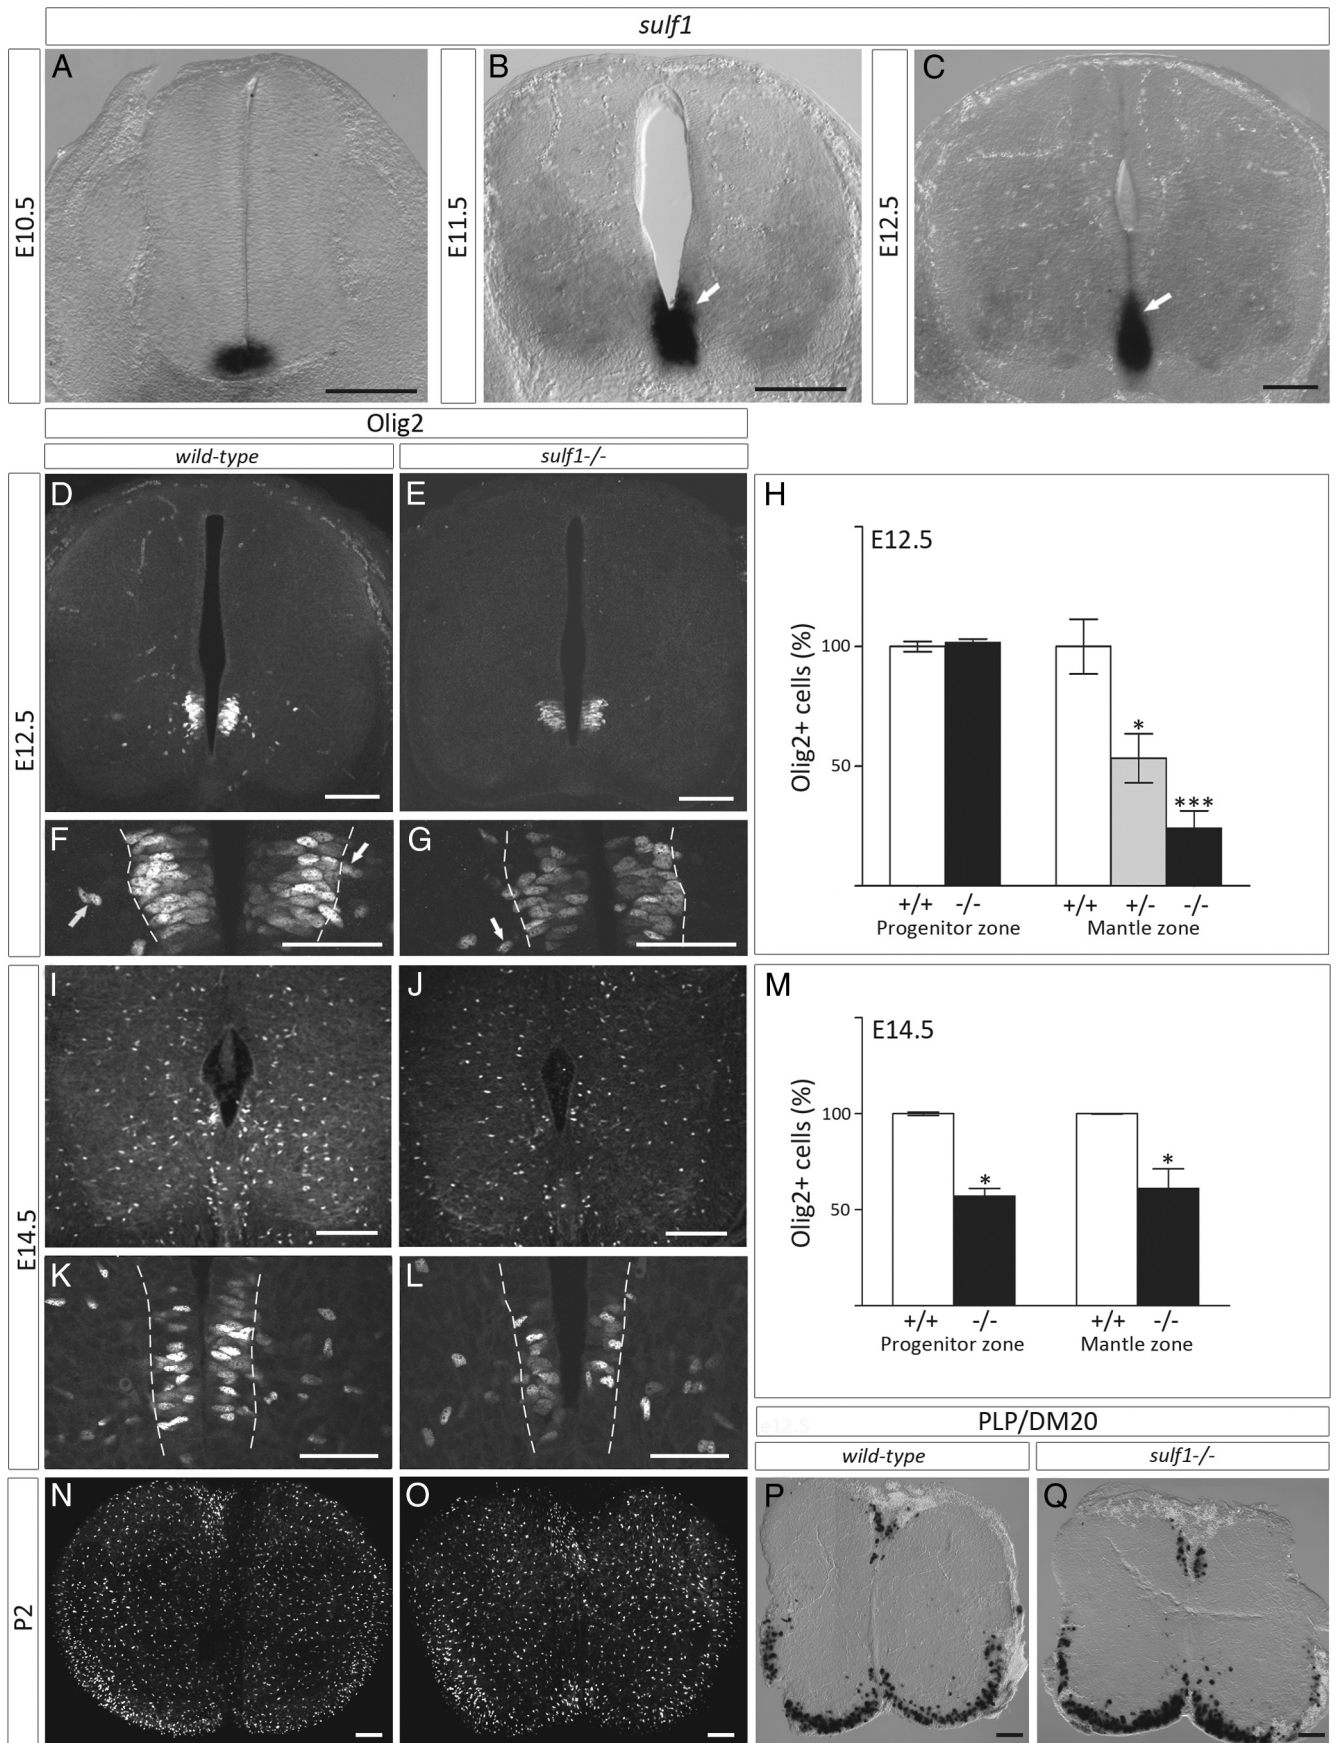 sulf1
A
B
C
E10.5
E11.5
E12.5
Olig2
wild-type
sulf1-/-
D
E
H
E12.5
E12.5
Olig2+ cells (%)
100
50
*
***
+/+ -/- +/+ +/- -/-
Progenitor zone Mantle zone
F
G
I
J
M
E14.5
E14.5
Olig2+ cells (%)
100
50
*
*
+/+ -/- +/+ -/-
Progenitor zone Mantle zone
K
L
e12.5
PLP/DM20
wild-type
sulf1-/-
P2
N
O
P
Q